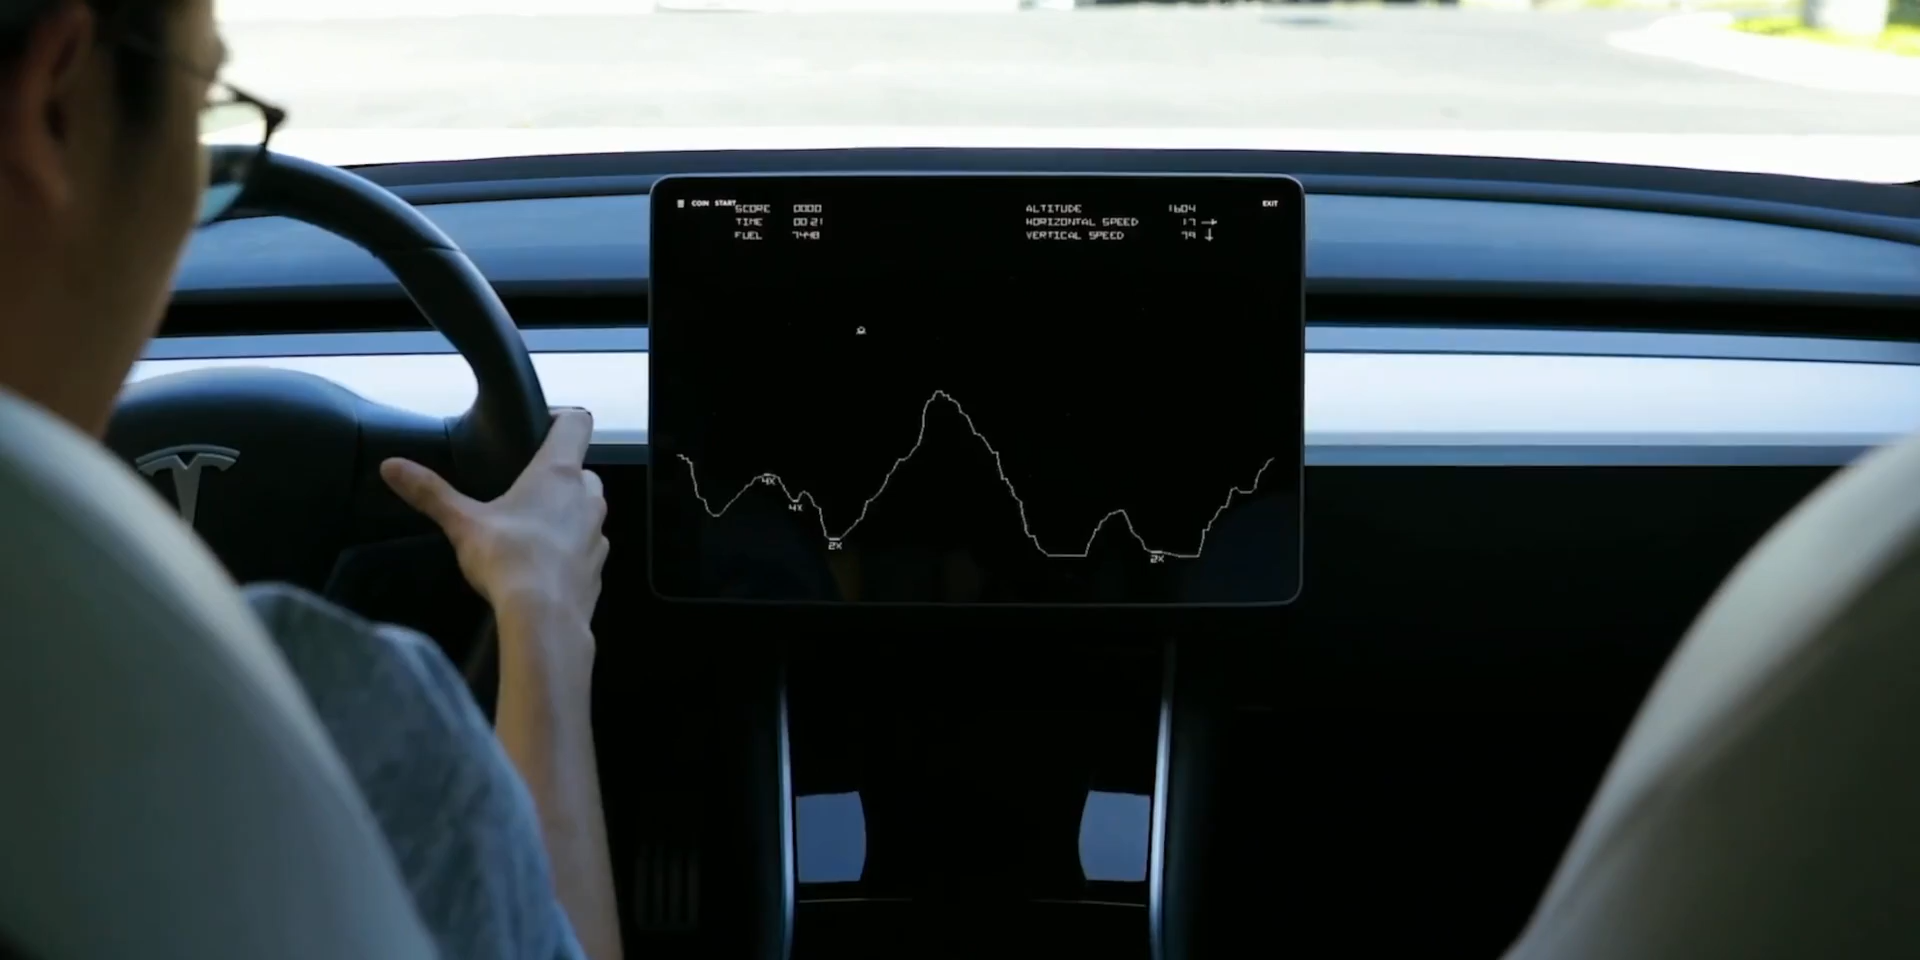 COIN START
SCORE 0000
TIME 00:21
FUEL 7448
ALTITUDE 1604
HORIZONTAL SPEED 17 →
VERTICAL SPEED 79 ↓
EXIT
4X
4X
2X
2X